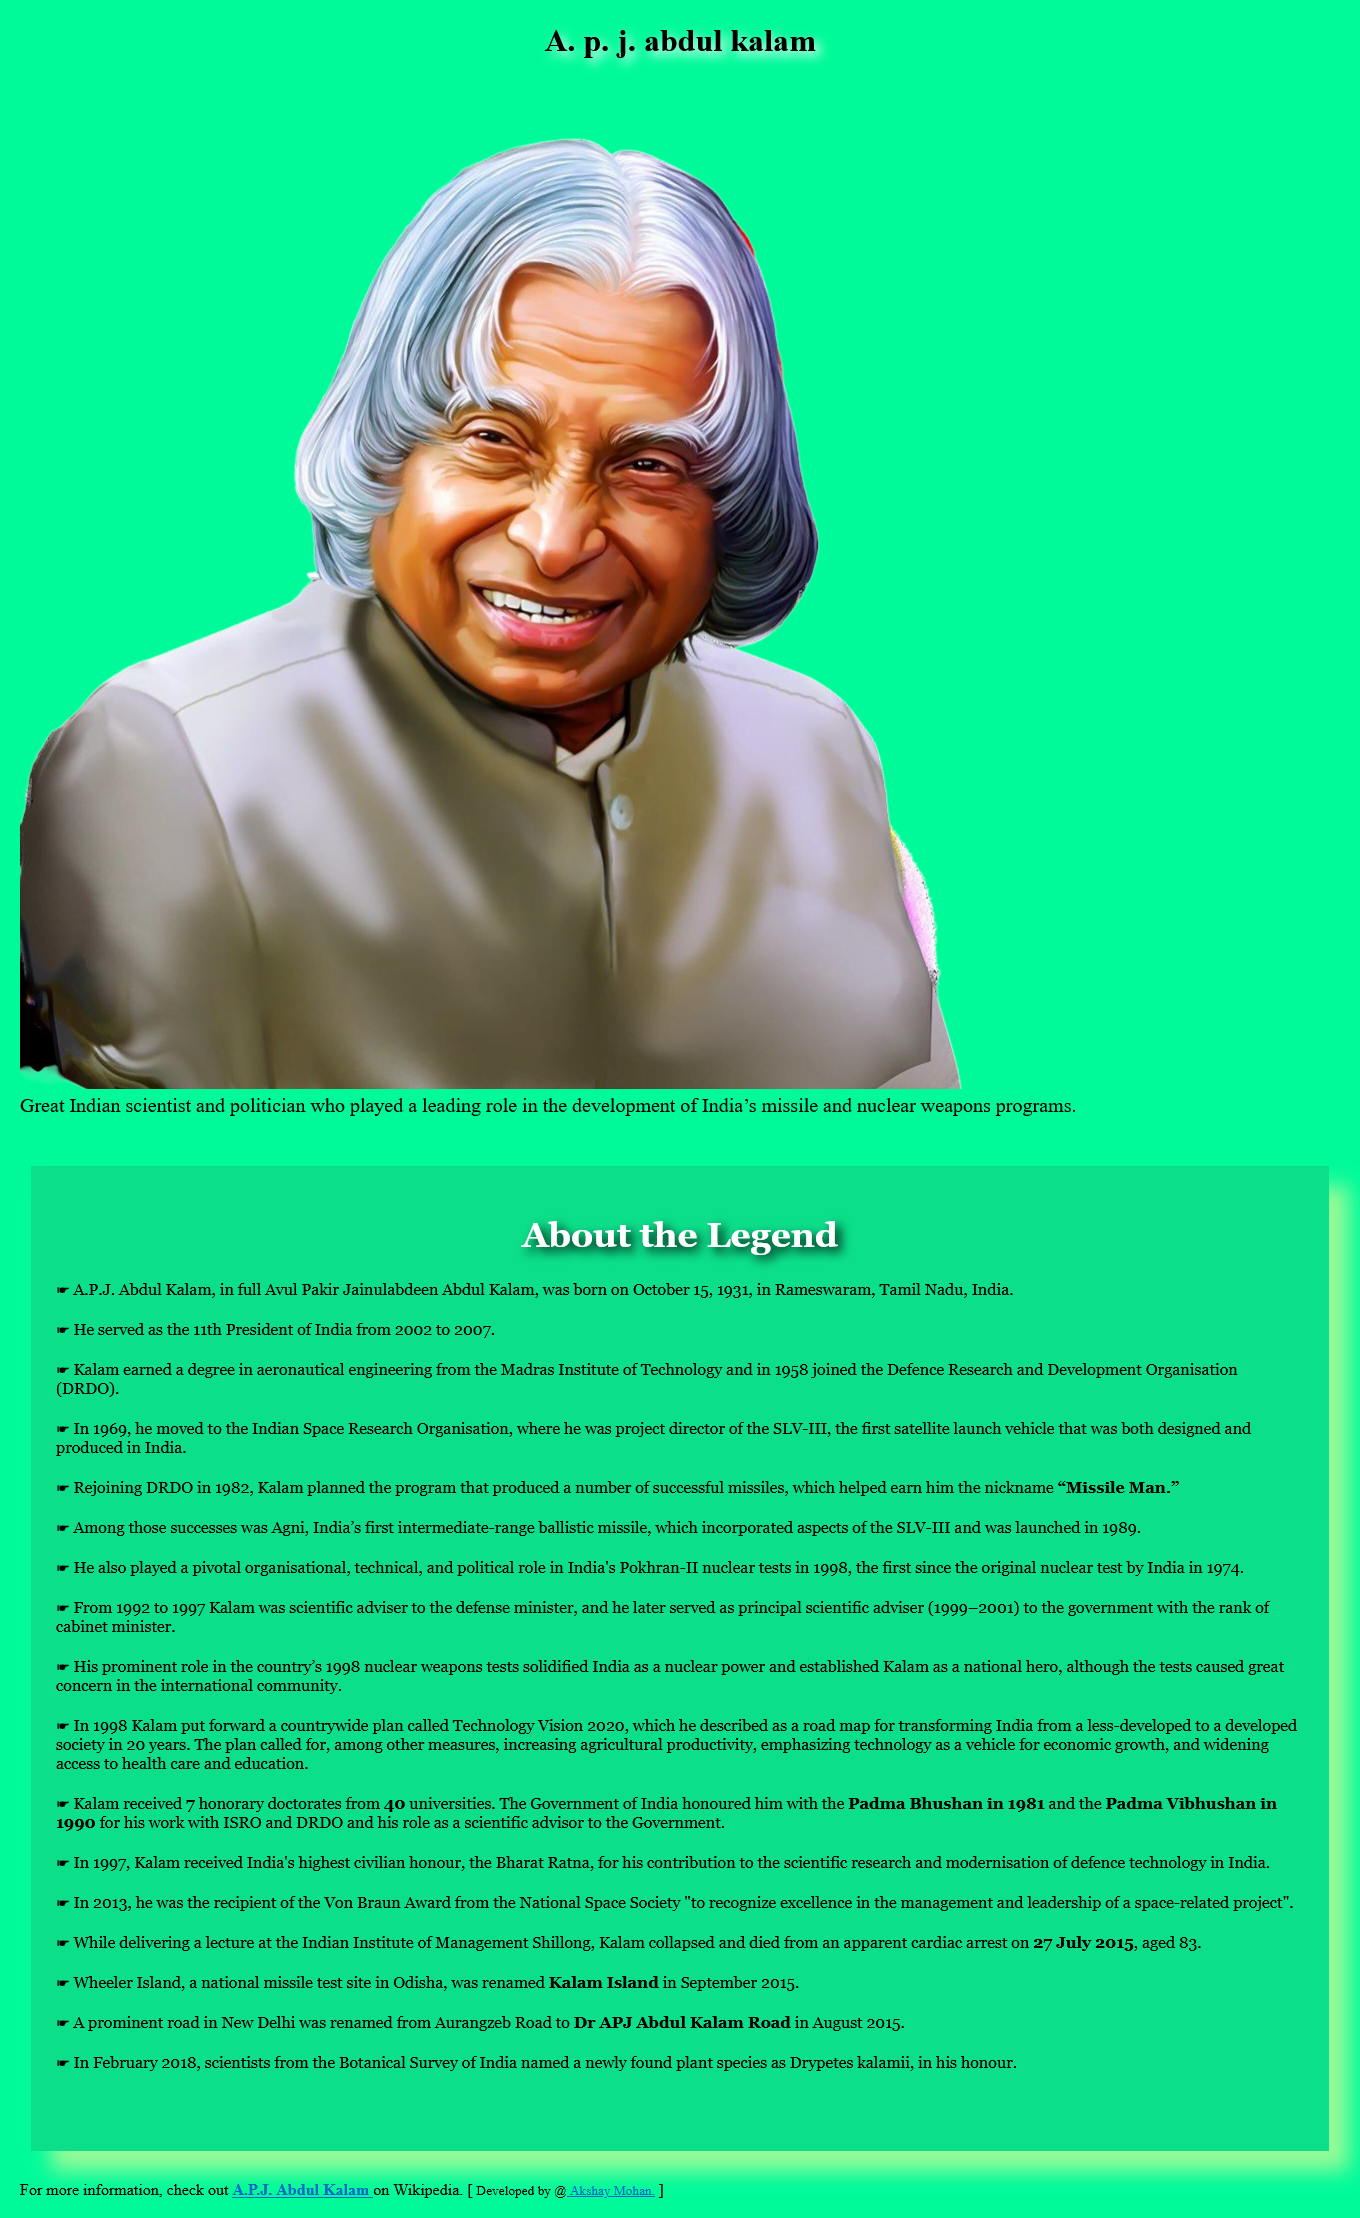 A. p. j. abdul kalam
Great Indian scientist and politician who played a leading role in the development of India’s missile and nuclear weapons programs.
About the Legend
☛ A.P.J. Abdul Kalam, in full Avul Pakir Jainulabdeen Abdul Kalam, was born on October 15, 1931, in Rameswaram, Tamil Nadu, India.
☛ He served as the 11th President of India from 2002 to 2007.
☛ Kalam earned a degree in aeronautical engineering from the Madras Institute of Technology and in 1958 joined the Defence Research and Development Organisation
(DRDO).
☛ In 1969, he moved to the Indian Space Research Organisation, where he was project director of the SLV-III, the first satellite launch vehicle that was both designed and
produced in India.
☛ Rejoining DRDO in 1982, Kalam planned the program that produced a number of successful missiles, which helped earn him the nickname “Missile Man.”
☛ Among those successes was Agni, India’s first intermediate-range ballistic missile, which incorporated aspects of the SLV-III and was launched in 1989.
☛ He also played a pivotal organisational, technical, and political role in India's Pokhran-II nuclear tests in 1998, the first since the original nuclear test by India in 1974.
☛ From 1992 to 1997 Kalam was scientific adviser to the defense minister, and he later served as principal scientific adviser (1999–2001) to the government with the rank of
cabinet minister.
☛ His prominent role in the country’s 1998 nuclear weapons tests solidified India as a nuclear power and established Kalam as a national hero, although the tests caused great
concern in the international community.
☛ In 1998 Kalam put forward a countrywide plan called Technology Vision 2020, which he described as a road map for transforming India from a less-developed to a developed
society in 20 years. The plan called for, among other measures, increasing agricultural productivity, emphasizing technology as a vehicle for economic growth, and widening
access to health care and education.
☛ Kalam received 7 honorary doctorates from 40 universities. The Government of India honoured him with the Padma Bhushan in 1981 and the Padma Vibhushan in
1990 for his work with ISRO and DRDO and his role as a scientific advisor to the Government.
☛ In 1997, Kalam received India's highest civilian honour, the Bharat Ratna, for his contribution to the scientific research and modernisation of defence technology in India.
☛ In 2013, he was the recipient of the Von Braun Award from the National Space Society "to recognize excellence in the management and leadership of a space-related project".
☛ While delivering a lecture at the Indian Institute of Management Shillong, Kalam collapsed and died from an apparent cardiac arrest on 27 July 2015, aged 83.
☛ Wheeler Island, a national missile test site in Odisha, was renamed Kalam Island in September 2015.
☛ A prominent road in New Delhi was renamed from Aurangzeb Road to Dr APJ Abdul Kalam Road in August 2015.
☛ In February 2018, scientists from the Botanical Survey of India named a newly found plant species as Drypetes kalamii, in his honour.
For more information, check out A.P.J. Abdul Kalam on Wikipedia. [ Developed by @ Akshay Mohan. ]